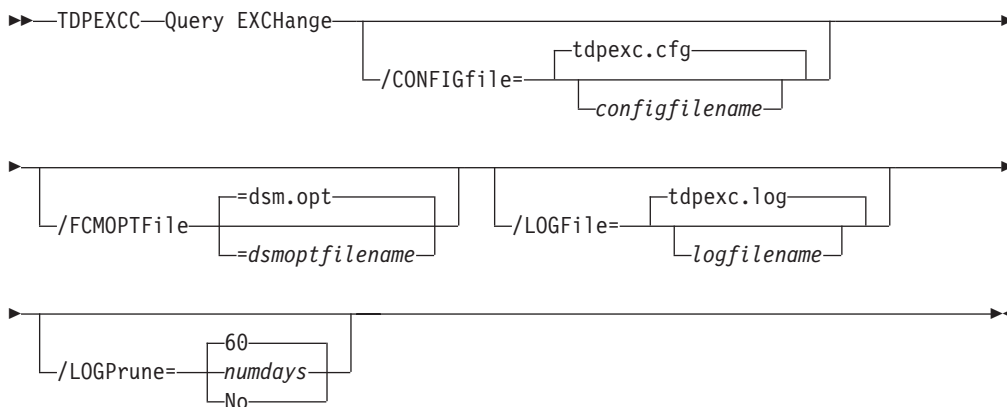 TDPEXCC Query EXCHange
tdpexc.cfg
/CONFIGfile=
configfilename
=dsm.opt
/FCMOPTFile
=dsmoptfilename
tdpexc.log
/LOGFile=
logfilename
60
/LOGPrune=
numdays
No